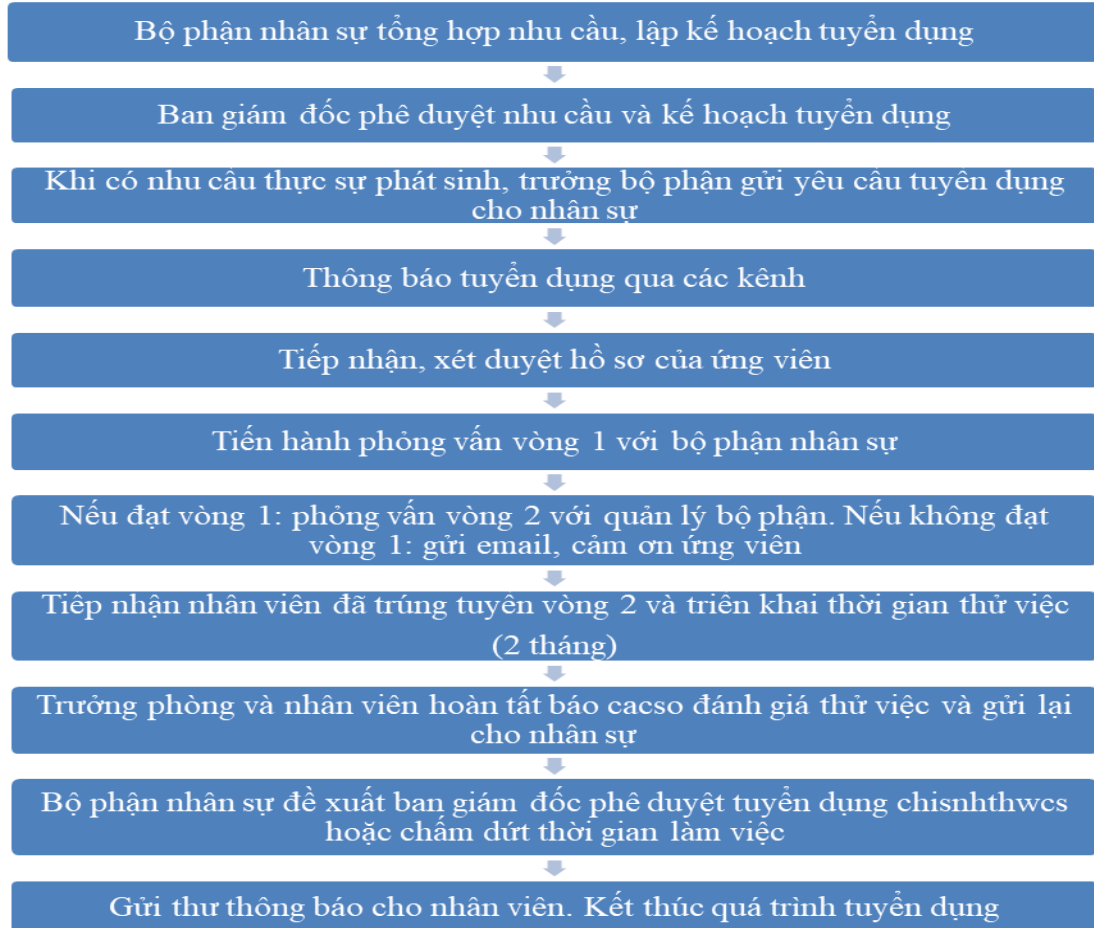 Bộ phận nhân sự tổng hợp nhu cầu, lập kế hoạch tuyển dụng
Ban giám đốc phê duyệt nhu cầu và kế hoạch tuyển dụng
Khi có nhu cầu thực sự phát sinh, trưởng bộ phận gửi yêu cầu tuyển dụng
cho nhân sự
Thông báo tuyển dụng qua các kênh
Tiếp nhận, xét duyệt hồ sơ của ứng viên
Tiến hành phỏng vấn vòng 1 với bộ phận nhân sự
Nếu đạt vòng 1: phỏng vấn vòng 2 với quản lý bộ phận. Nếu không đạt
vòng 1: gửi email, cảm ơn ứng viên
Tiếp nhận nhân viên đã trúng tuyển vòng 2 và triển khai thời gian thử việc
(2 tháng)
Trưởng phòng và nhân viên hoàn tất báo cacso đánh giá thử việc và gửi lại
cho nhân sự
Bộ phận nhân sự đề xuất ban giám đốc phê duyệt tuyển dụng chisnhthwcs
hoặc chấm dứt thời gian làm việc
Gửi thư thông báo cho nhân viên. Kết thúc quá trình tuyển dụng